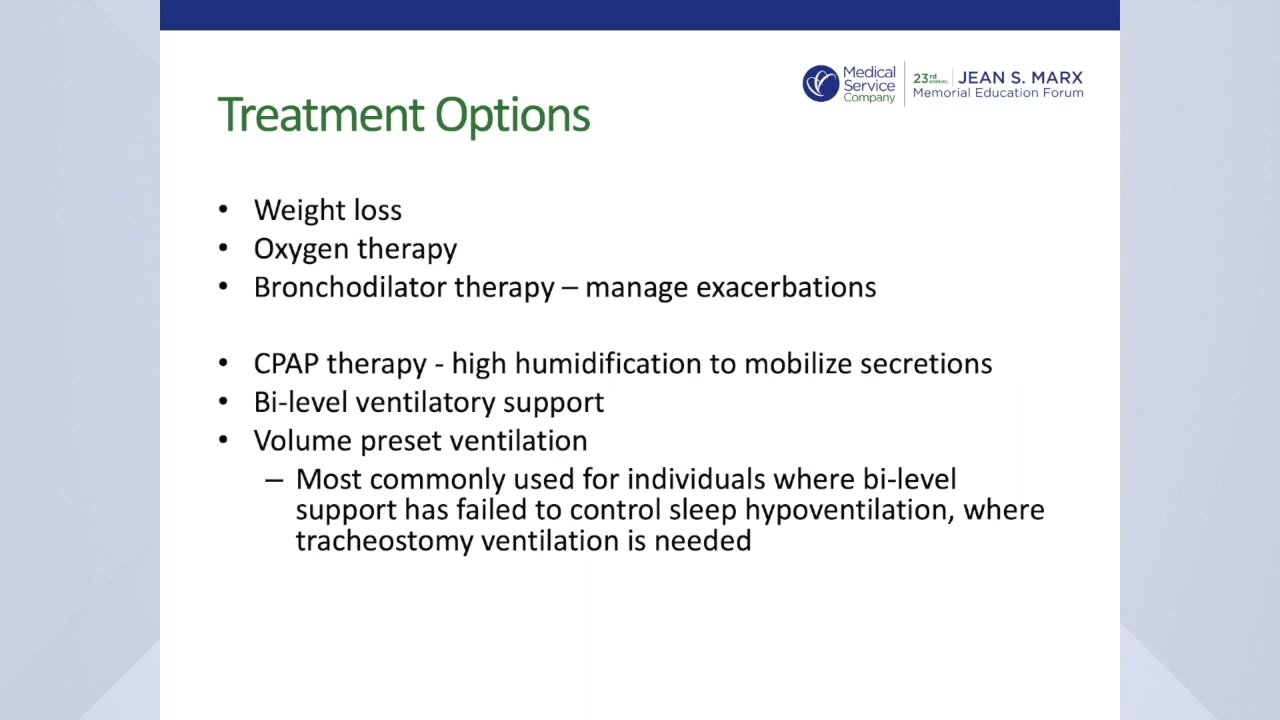 Medical
Service
Company
23rd ANNUAL JEAN S. MARX
Memorial Education Forum
Treatment Options
• Weight loss
• Oxygen therapy
• Bronchodilator therapy – manage exacerbations
• CPAP therapy - high humidification to mobilize secretions
• Bi-level ventilatory support
• Volume preset ventilation
– Most commonly used for individuals where bi-level
support has failed to control sleep hypoventilation, where
tracheostomy ventilation is needed